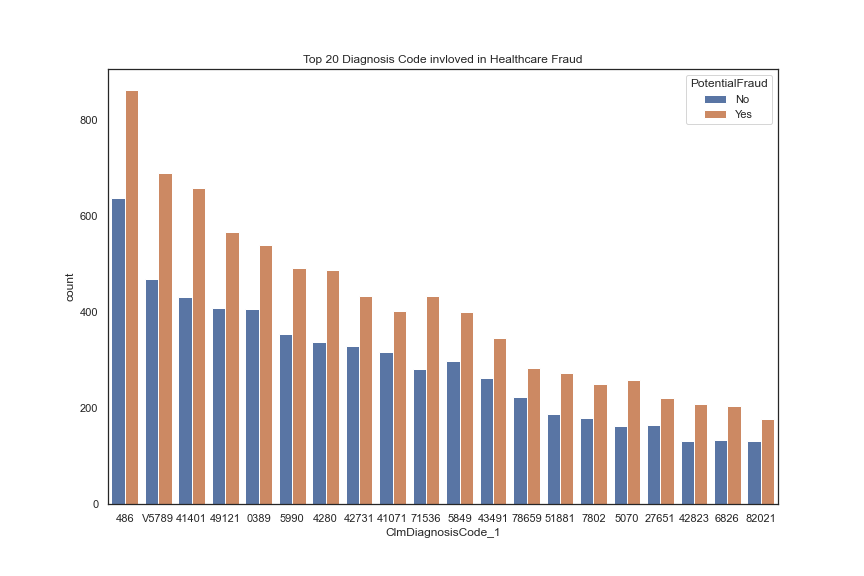 Top 20 Diagnosis Code invloved in Healthcare Fraud
PotentialFraud
No
Yes
800
600
400
200
0
count
486 V5789 41401 49121 0389 5990 4280 42731 41071 71536 5849 43491 78659 51881 7802 5070 27651 42823 6826 82021
ClmDiagnosisCode_1